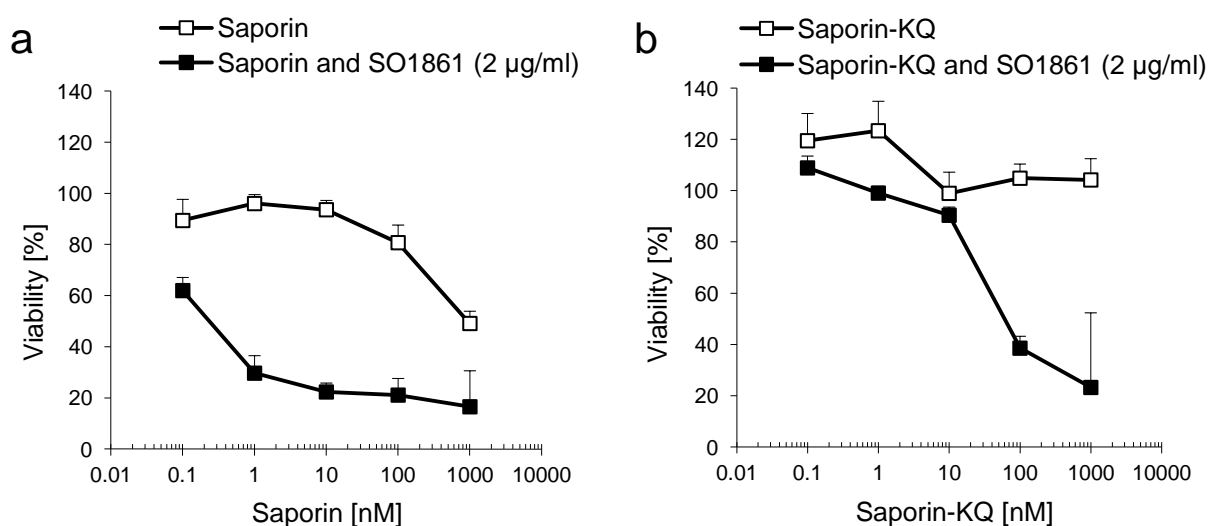 a
Saporin
Saporin and SO1861 (2 µg/ml)
140
120
100
80
60
40
20
0
Viability [%]
0.01 0.1 1 10 100 1000 10000
Saporin [nM]
b
Saporin-KQ
Saporin-KQ and SO1861 (2 µg/ml)
140
120
100
80
60
40
20
0
Viability [%]
0.01 0.1 1 10 100 1000 10000
Saporin-KQ [nM]